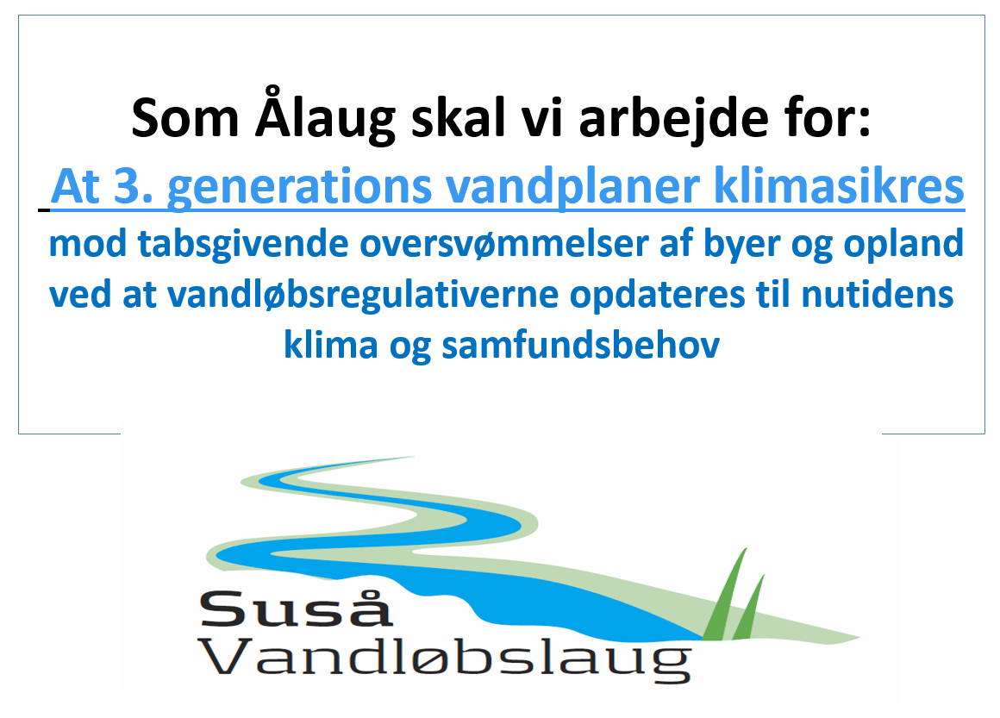 Som Ålaug skal vi arbejde for:
At 3. generations vandplaner klimasikres
mod tabsgivende oversvømmelser af byer og opland
ved at vandløbsregulativerne opdateres til nutidens
klima og samfundsbehov
Suså
Vandløbslaug